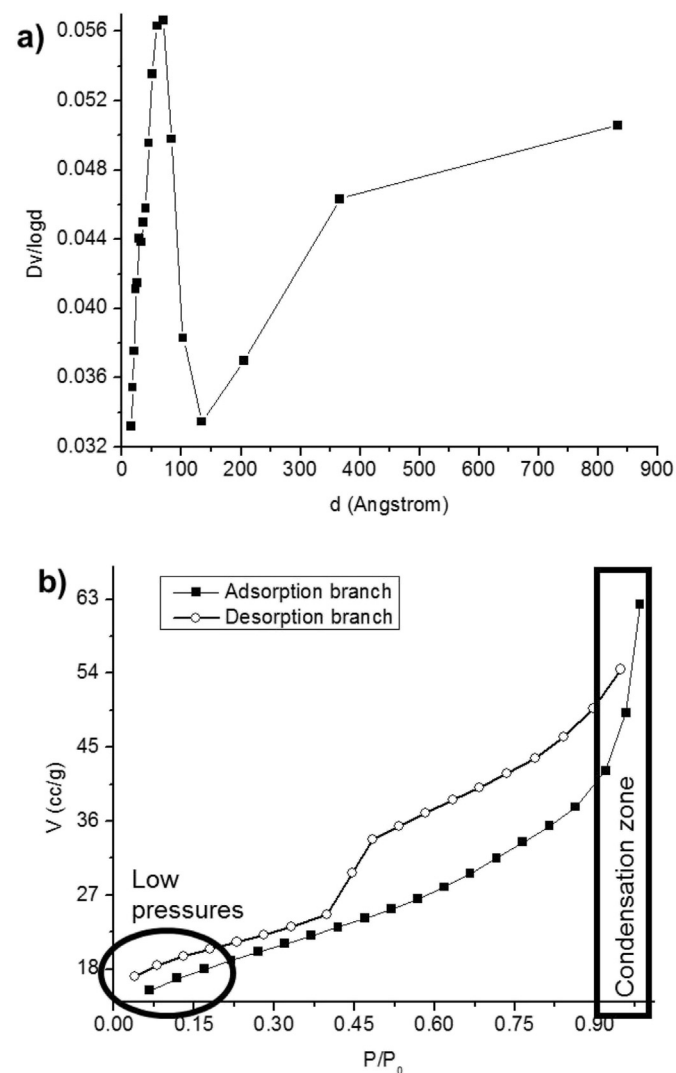 a)
0.056
0.052
0.048
0.044
0.040
0.036
0.032
Dv/logd
0 100 200 300 400 500 600 700 800 900
d (Angstrom)
b)
Adsorption branch
Desorption branch
63
54
45
36
27
18
V (cc/g)
Low
pressures
Condensation zone
0.00 0.15 0.30 0.45 0.60 0.75 0.90
P/P₀